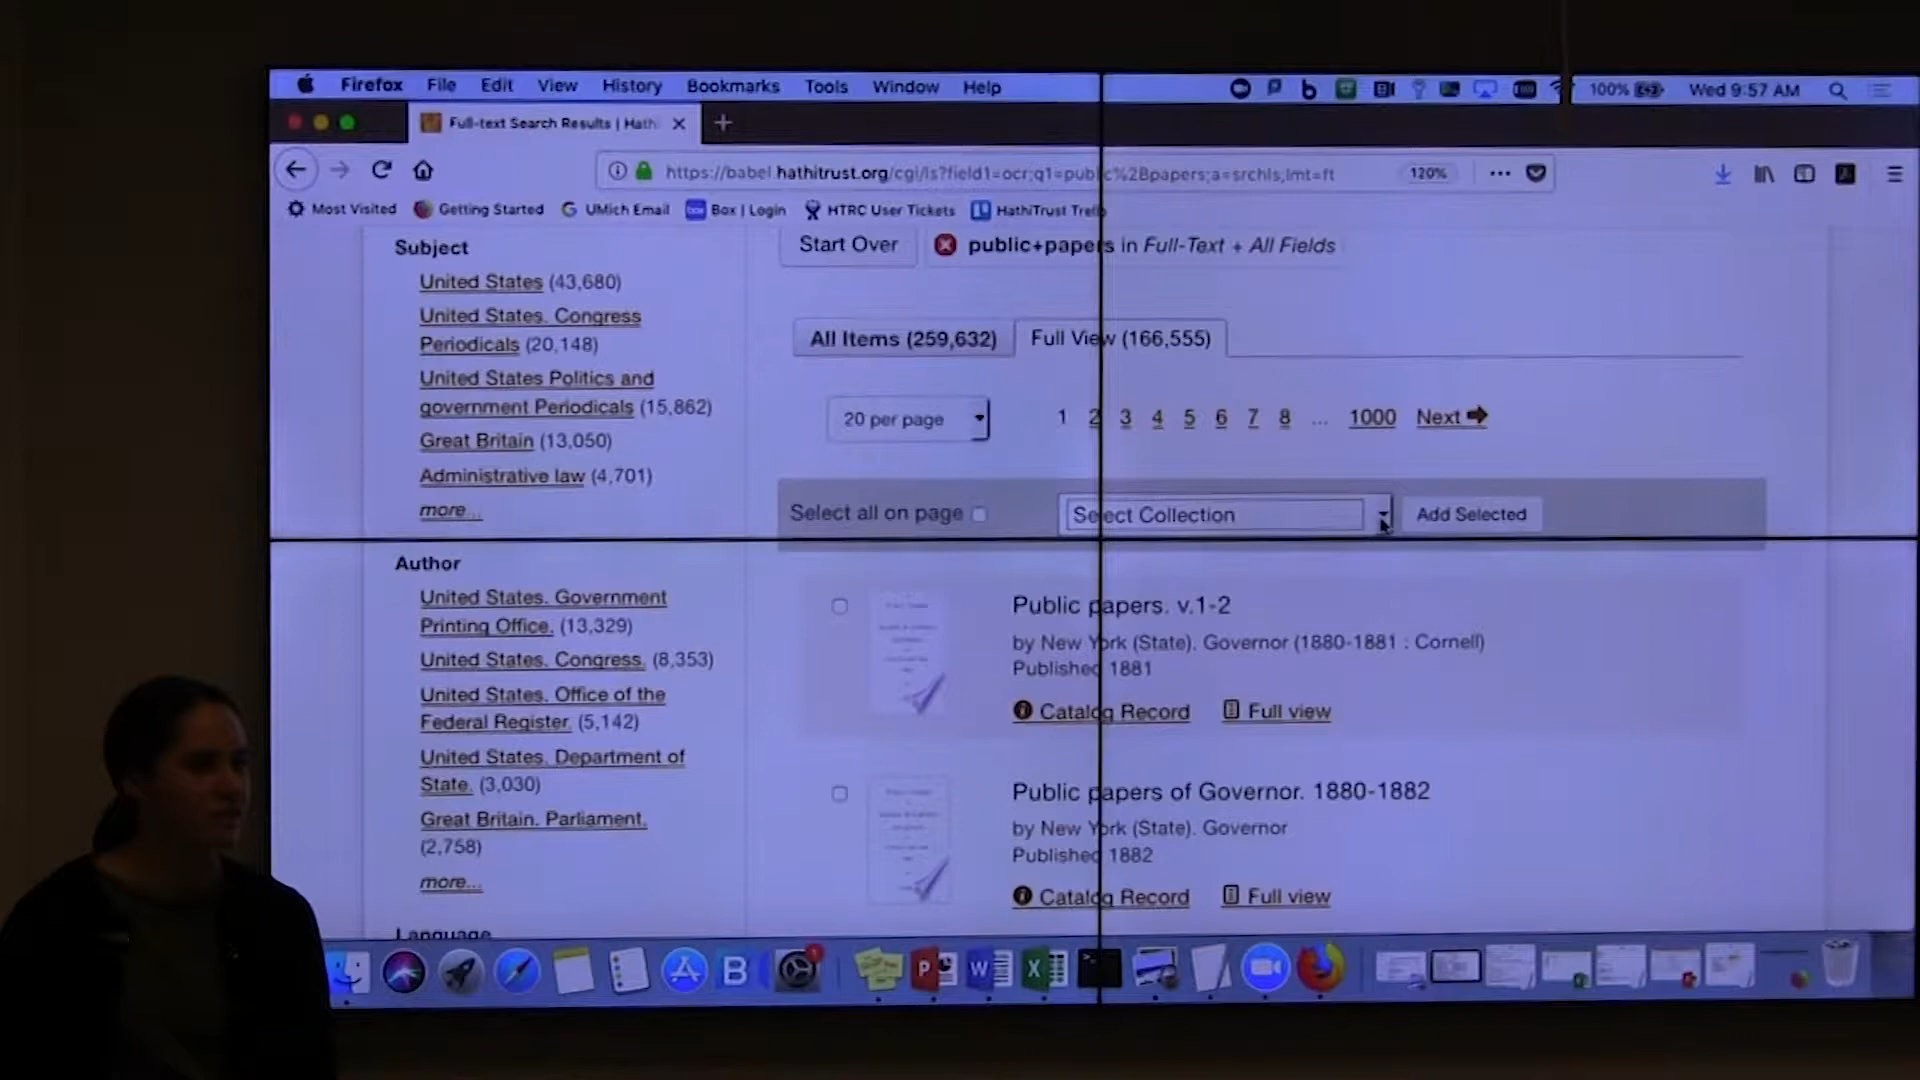 Firefox File Edit View History Bookmarks Tools Window Help 100% Wed 9:57 AM
Full-text Search Results | Hath
https://babel.hathitrust.org/cgi/ls?field1=ocr;q1=public%2Bpapers;a=srchls,lmt=ft 120%
Most Visited Getting Started UMich Email Box | Login HTRC User Tickets HathiTrust Trello
Subject
United States (43,680)
United States. Congress
Periodicals (20,148)
United States Politics and
government Periodicals (15,862)
Great Britain (13,050)
Administrative law (4,701)
more...
Author
United States. Government
Printing Office. (13,329)
United States. Congress. (8,353)
United States. Office of the
Federal Register. (5,142)
United States. Department of
State. (3,030)
Great Britain. Parliament.
(2,758)
more...
Language
Start Over public+papers in Full-Text + All Fields
All Items (259,632) Full View (166,555)
20 per page 1 2 3 4 5 6 7 8 ... 1000 Next
Select all on page Select Collection Add Selected
Public papers. v.1-2
by New York (State). Governor (1880-1881 : Cornell)
Published 1881
Catalog Record Full view
Public papers of Governor. 1880-1882
by New York (State). Governor
Published 1882
Catalog Record Full view